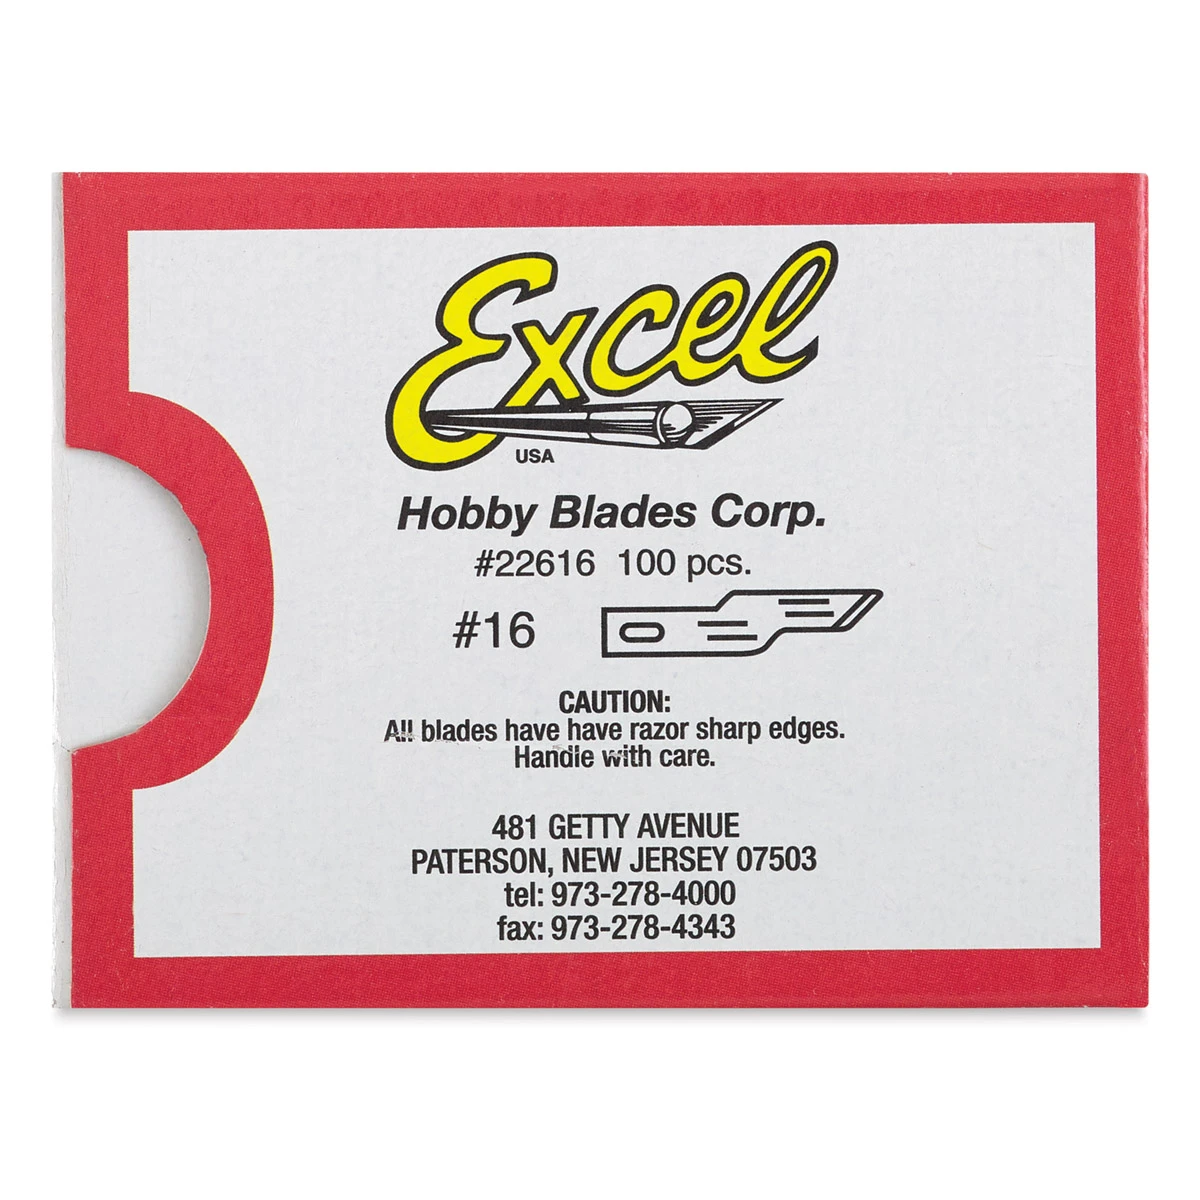 Excel
USA
Hobby Blades Corp.
#22616 100 pcs.
#16
CAUTION:
All blades have have razor sharp edges.
Handle with care.
481 GETTY AVENUE
PATERSON, NEW JERSEY 07503
tel: 973-278-4000
fax: 973-278-4343